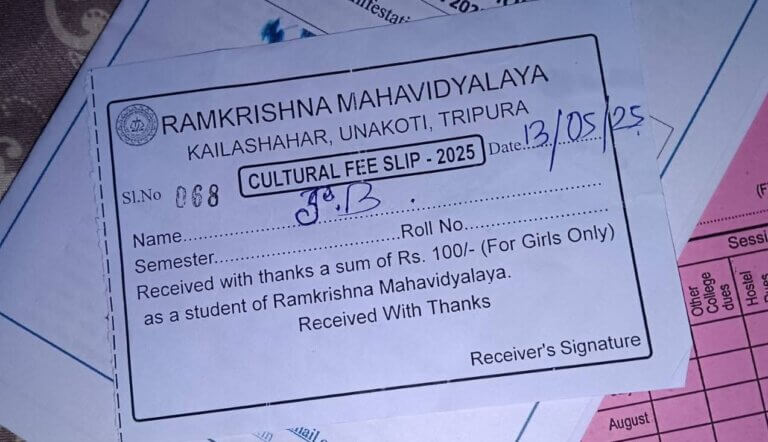 RAMKRISHNA MAHAVIDYALAYA
KAILASHAHAR, UNAKOTI, TRIPURA
CULTURAL FEE SLIP - 2025
Date 13/05/25
Sl.No 068
Name
Semester Roll No.
Received with thanks a sum of Rs. 100/- (For Girls Only)
as a student of Ramkrishna Mahavidyalaya.
Received With Thanks
Receiver's Signature
Sessi
Other College dues
Hostel Dues
August